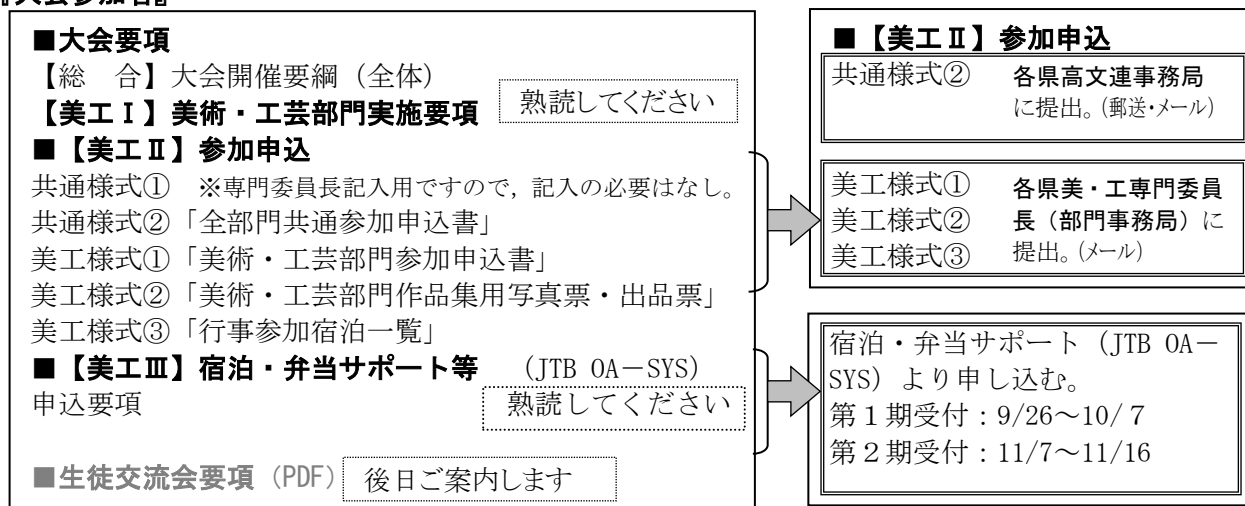 ■大会要項
【総　合】大会開催要綱（全体）
【美工Ⅰ】美術・工芸部門実施要項
熟読してください
■【美工Ⅱ】参加申込
共通様式①　※専門委員長記入用ですので，記入の必要はなし。
共通様式②「全部門共通参加申込書」
美工様式①「美術・工芸部門参加申込書」
美工様式②「美術・工芸部門作品集用写真票・出品票」
美工様式③「行事参加宿泊一覧」
■【美工Ⅲ】宿泊・弁当サポート等　（JTB OA－SYS）
申込要項
熟読してください
■生徒交流会要項（PDF）
後日ご案内します
■【美工Ⅱ】参加申込
共通様式②　各県高文連事務局
に提出。（郵送・メール）
美工様式①　各県美・工専門委員
美工様式②　長（部門事務局）に
美工様式③　提出。（メール）
宿泊・弁当サポート（JTB OA－
SYS）より申し込む。
第１期受付：9/26～10/ 7
第２期受付：11/7～11/16